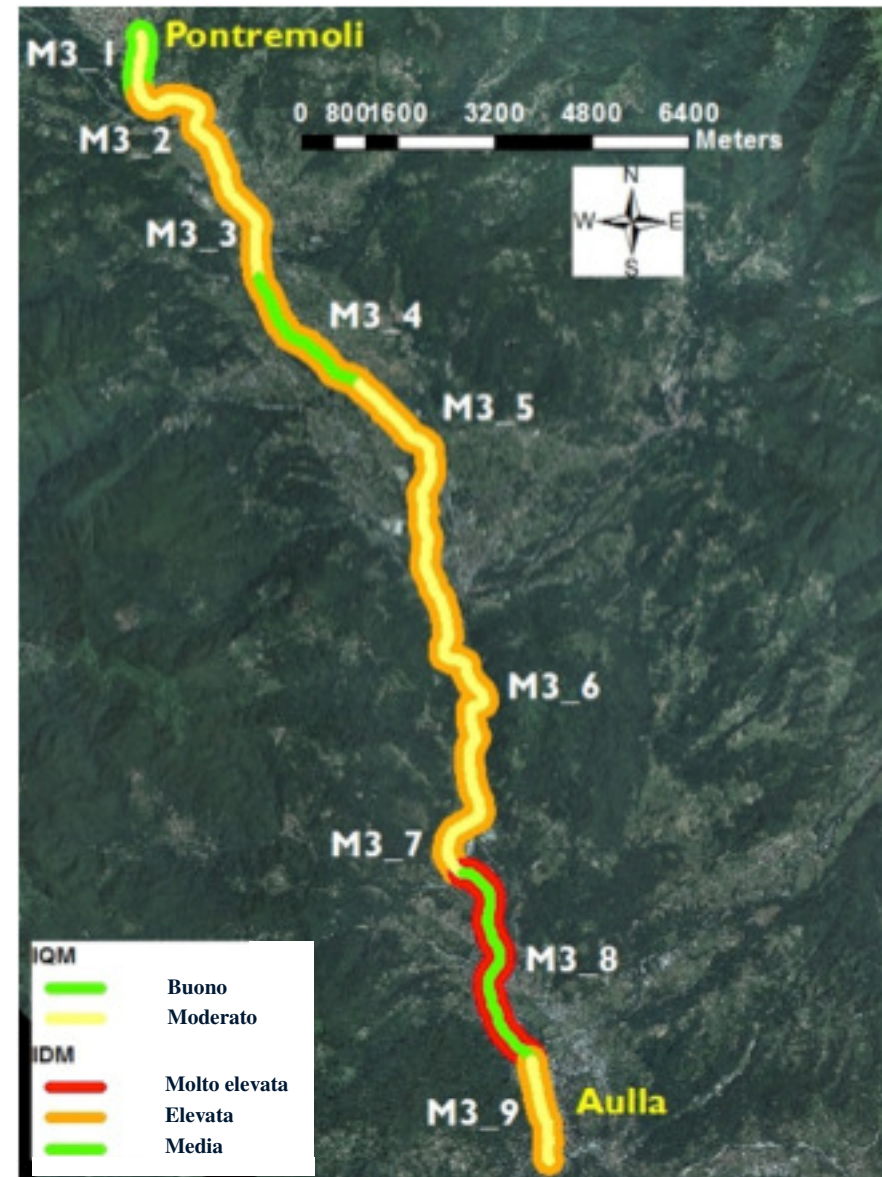 Pontremoli
M3_1
0 800 1600 3200 4800 6400
Meters
M3_2
N
W E
S
M3_3
M3_4
M3_5
M3_6
M3_7
M3_8
M3_9
Aulla
IQM
Buono
Moderato
IDM
Molto elevata
Elevata
Media